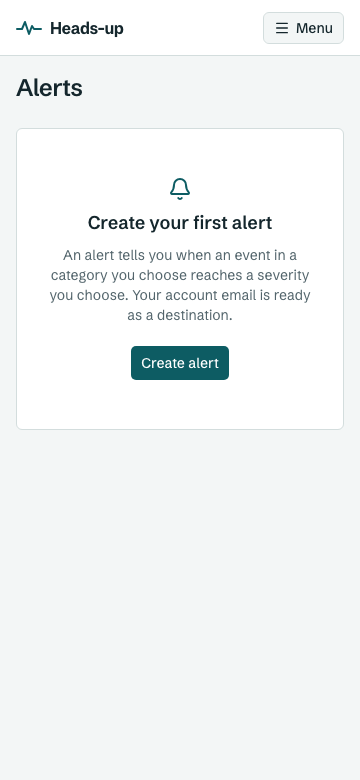 Heads-up
Menu
Alerts
Create your first alert
An alert tells you when an event in a
category you choose reaches a severity
you choose. Your account email is ready
as a destination.
Create alert